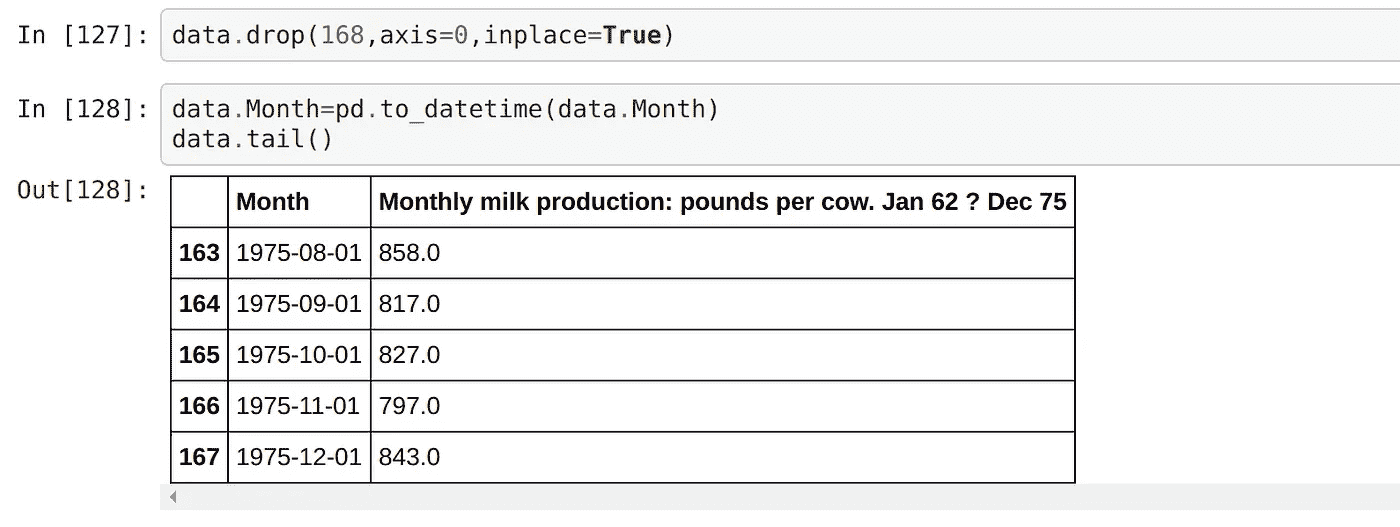 In [127]: data.drop(168,axis=0,inplace=True)
In [128]: data.Month=pd.to_datetime(data.Month)
data.tail()
Out[128]:
Month Monthly milk production: pounds per cow. Jan 62 ? Dec 75
163 1975-08-01 858.0
164 1975-09-01 817.0
165 1975-10-01 827.0
166 1975-11-01 797.0
167 1975-12-01 843.0